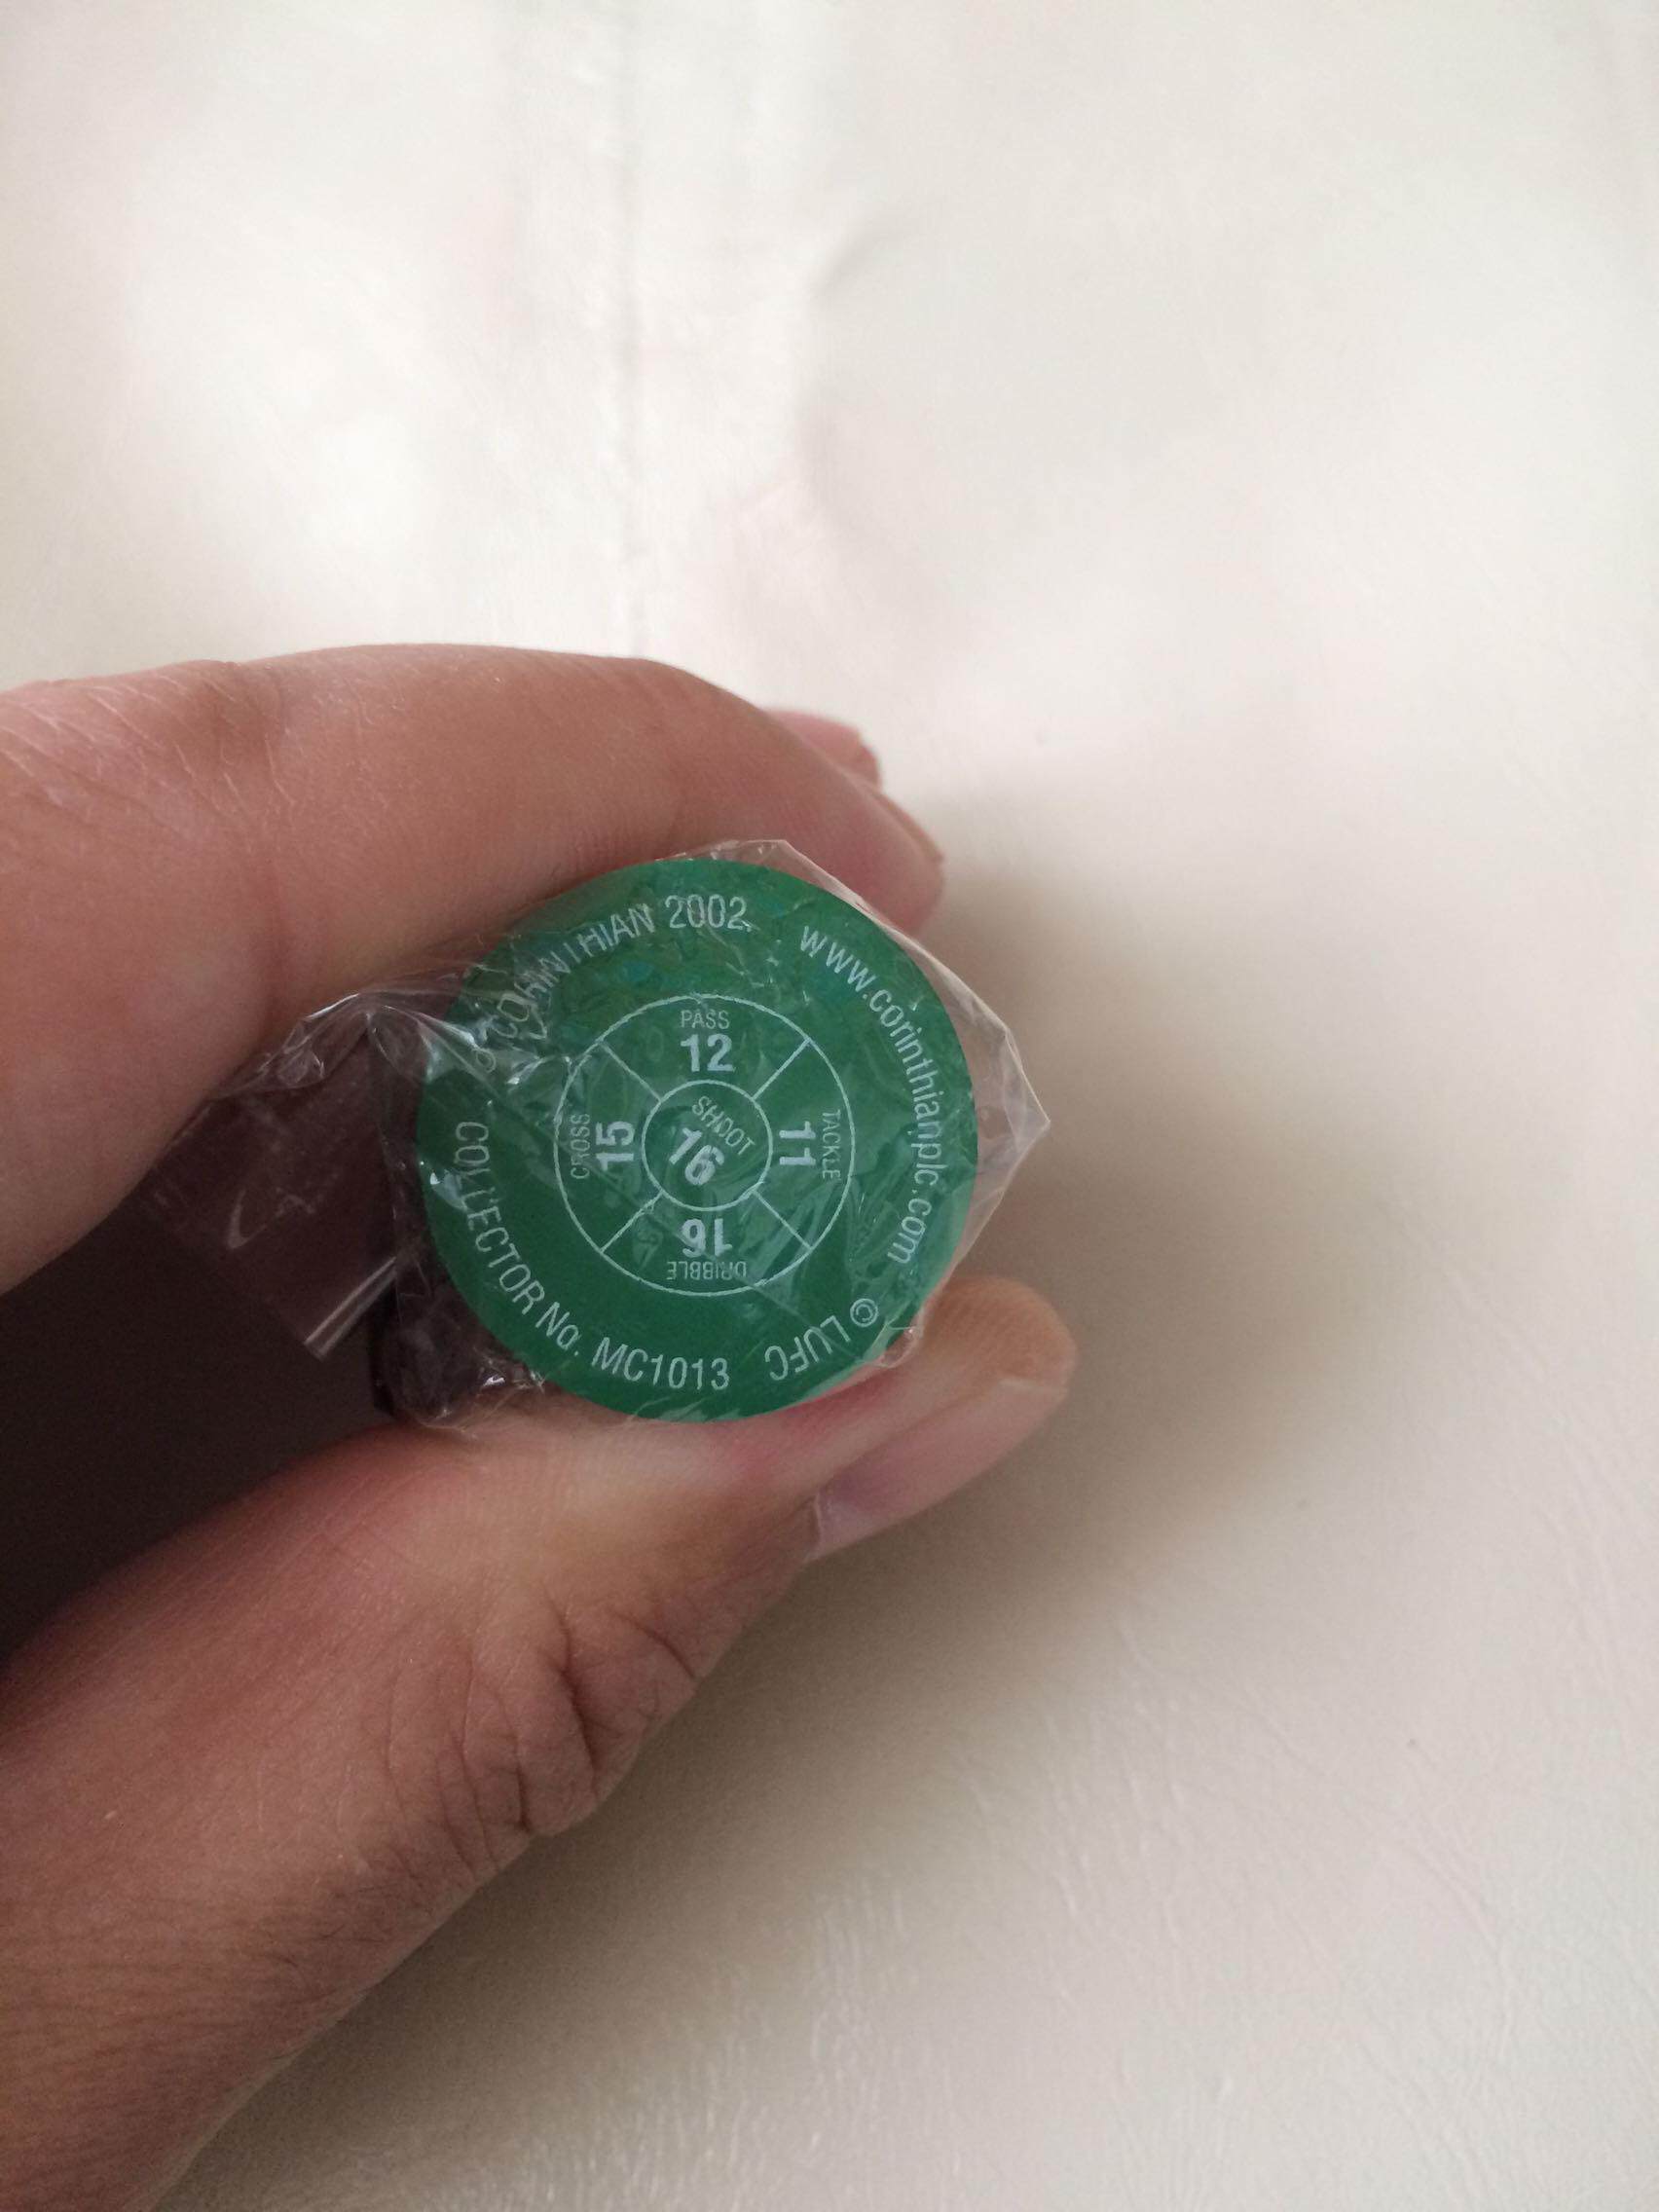 © CORINTHIAN 2002
www.corinthianplc.com
© LUFC
COLLECTOR No. MC1013
PASS
12
TACKLE
11
DRIBBLE
16
CROSS
15
SHOOT
16